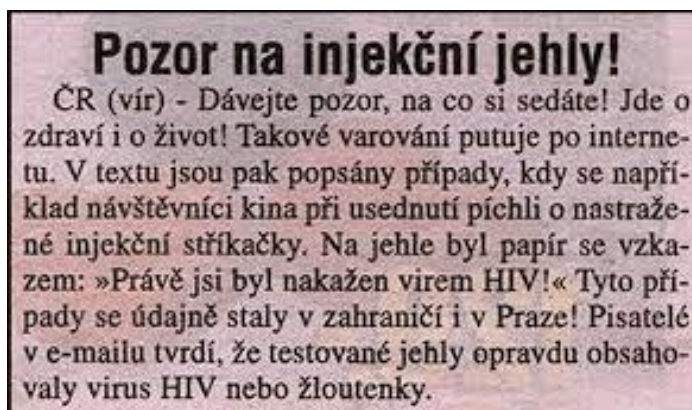 Pozor na injekční jehly!
ČR (vír) - Dávejte pozor, na co si sedáte! Jde o
zdraví i o život! Takové varování putuje po interne-
tu. V textu jsou pak popsány případy, kdy se napří-
klad návštěvníci kina při usednutí píchli o nastraže-
né injekční stříkačky. Na jehle byl papír se vzka-
zem: »Právě jsi byl nakažen virem HIV!« Tyto pří-
pady se údajně staly v zahraničí i v Praze! Pisatelé
v e-mailu tvrdí, že testované jehly opravdu obsaho-
valy virus HIV nebo žloutenky.